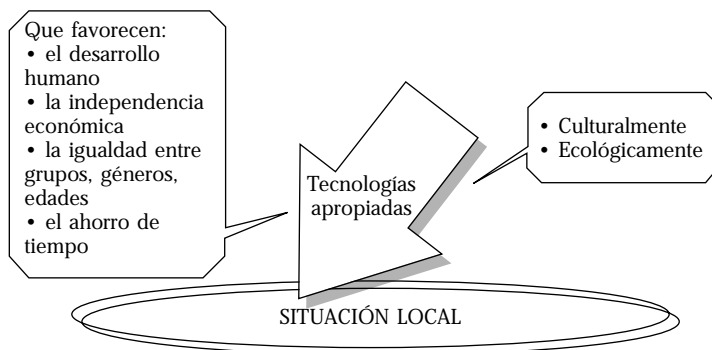 Que favorecen:
• el desarrollo
humano
• la independencia
económica
• la igualdad entre
grupos, géneros,
edades
• el ahorro de
tiempo
• Culturalmente
• Ecológicamente
Tecnologías
apropiadas
SITUACIÓN LOCAL